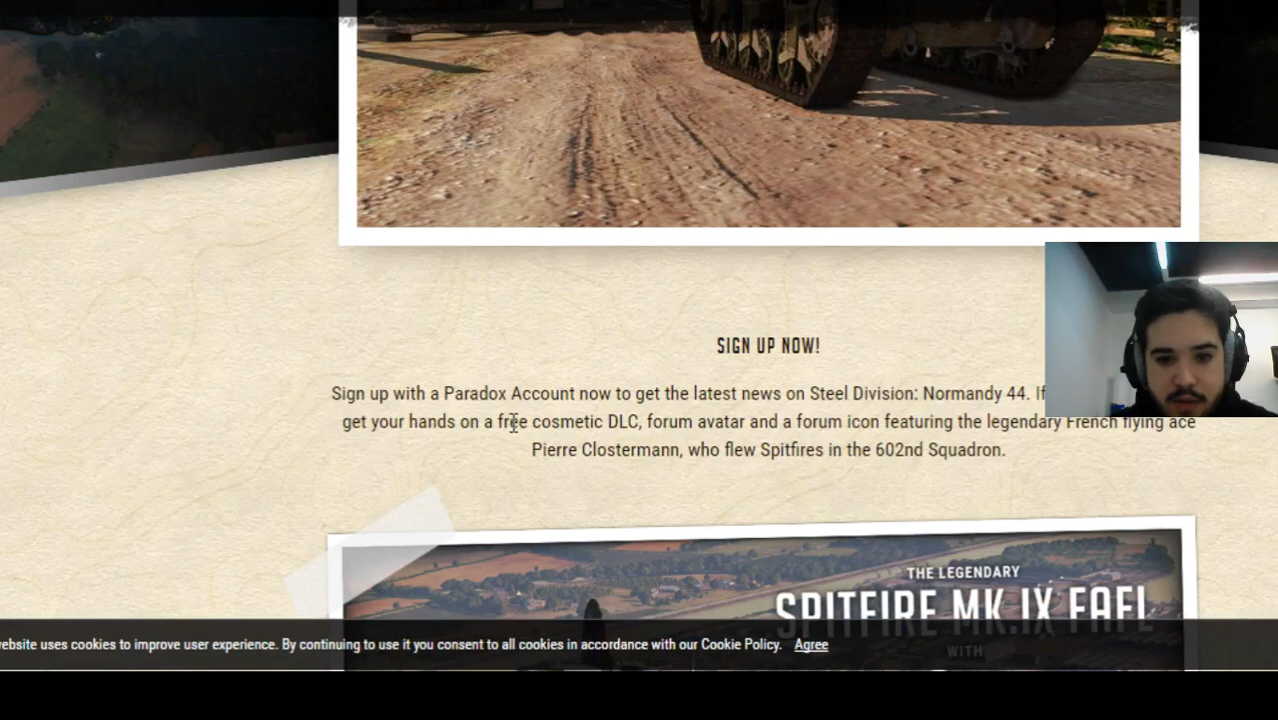 SIGN UP NOW!
Sign up with a Paradox Account now to get the latest news on Steel Division: Normandy 44. If
get your hands on a free cosmetic DLC, forum avatar and a forum icon featuring the legendary French flying ace
Pierre Clostermann, who flew Spitfires in the 602nd Squadron.
THE LEGENDARY
SPITFIRE MK.IX FAFL
WITH
ebsite uses cookies to improve user experience. By continuing to use it you consent to all cookies in accordance with our Cookie Policy. Agree